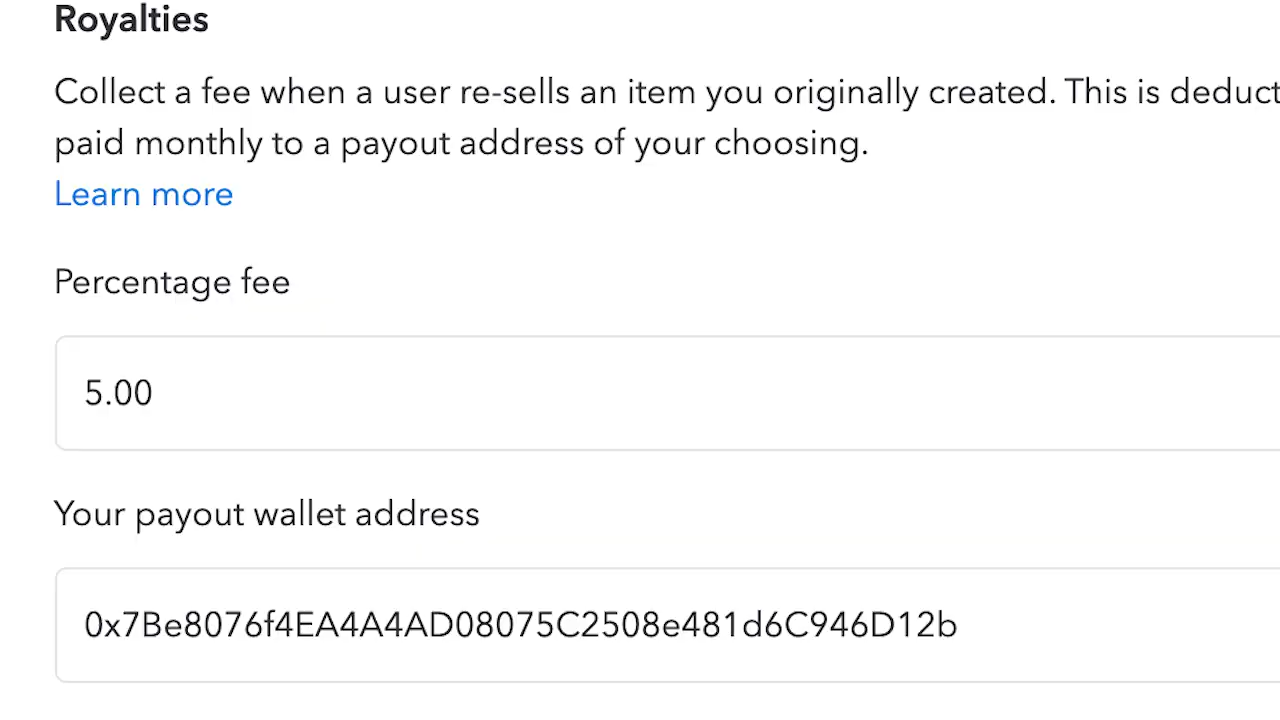 Royalties
Collect a fee when a user re-sells an item you originally created. This is deduct
paid monthly to a payout address of your choosing.
Learn more
Percentage fee
5.00
Your payout wallet address
0x7Be8076f4EA4A4AD08075C2508e481d6C946D12b